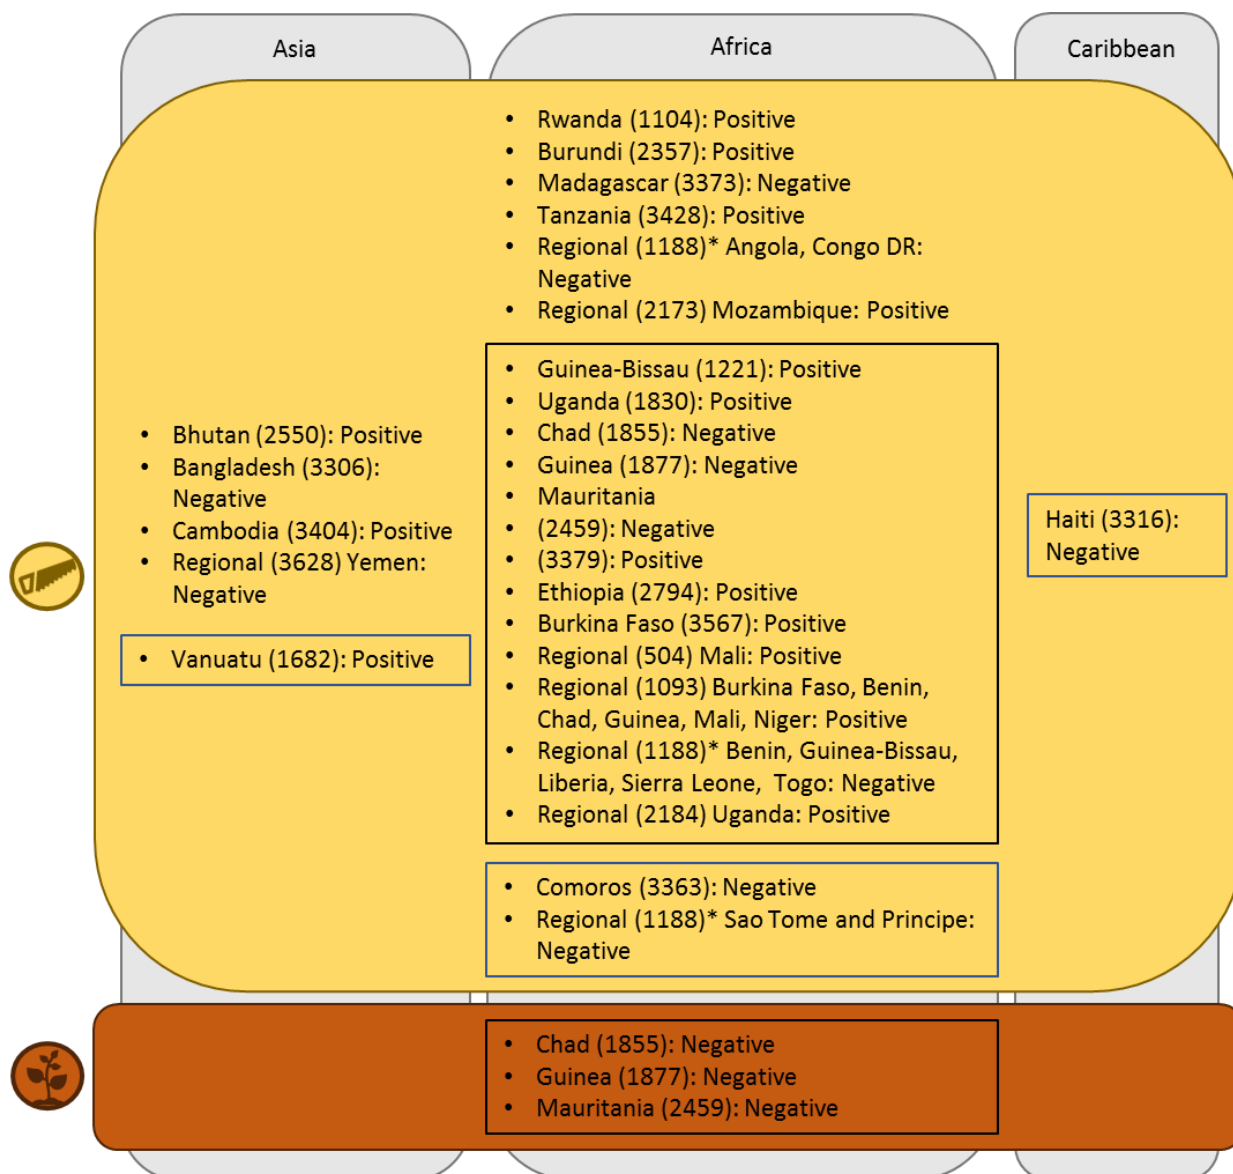 Asia
Africa
Caribbean
• Rwanda (1104): Positive
• Burundi (2357): Positive
• Madagascar (3373): Negative
• Tanzania (3428): Positive
• Regional (1188)* Angola, Congo DR:
Negative
• Regional (2173) Mozambique: Positive
• Bhutan (2550): Positive
• Bangladesh (3306):
Negative
• Cambodia (3404): Positive
• Regional (3628) Yemen:
Negative
• Vanuatu (1682): Positive
• Guinea-Bissau (1221): Positive
• Uganda (1830): Positive
• Chad (1855): Negative
• Guinea (1877): Negative
• Mauritania
• (2459): Negative
• (3379): Positive
• Ethiopia (2794): Positive
• Burkina Faso (3567): Positive
• Regional (504) Mali: Positive
• Regional (1093) Burkina Faso, Benin,
Chad, Guinea, Mali, Niger: Positive
• Regional (1188)* Benin, Guinea-Bissau,
Liberia, Sierra Leone, Togo: Negative
• Regional (2184) Uganda: Positive
Haiti (3316):
Negative
• Comoros (3363): Negative
• Regional (1188)* Sao Tome and Principe:
Negative
• Chad (1855): Negative
• Guinea (1877): Negative
• Mauritania (2459): Negative